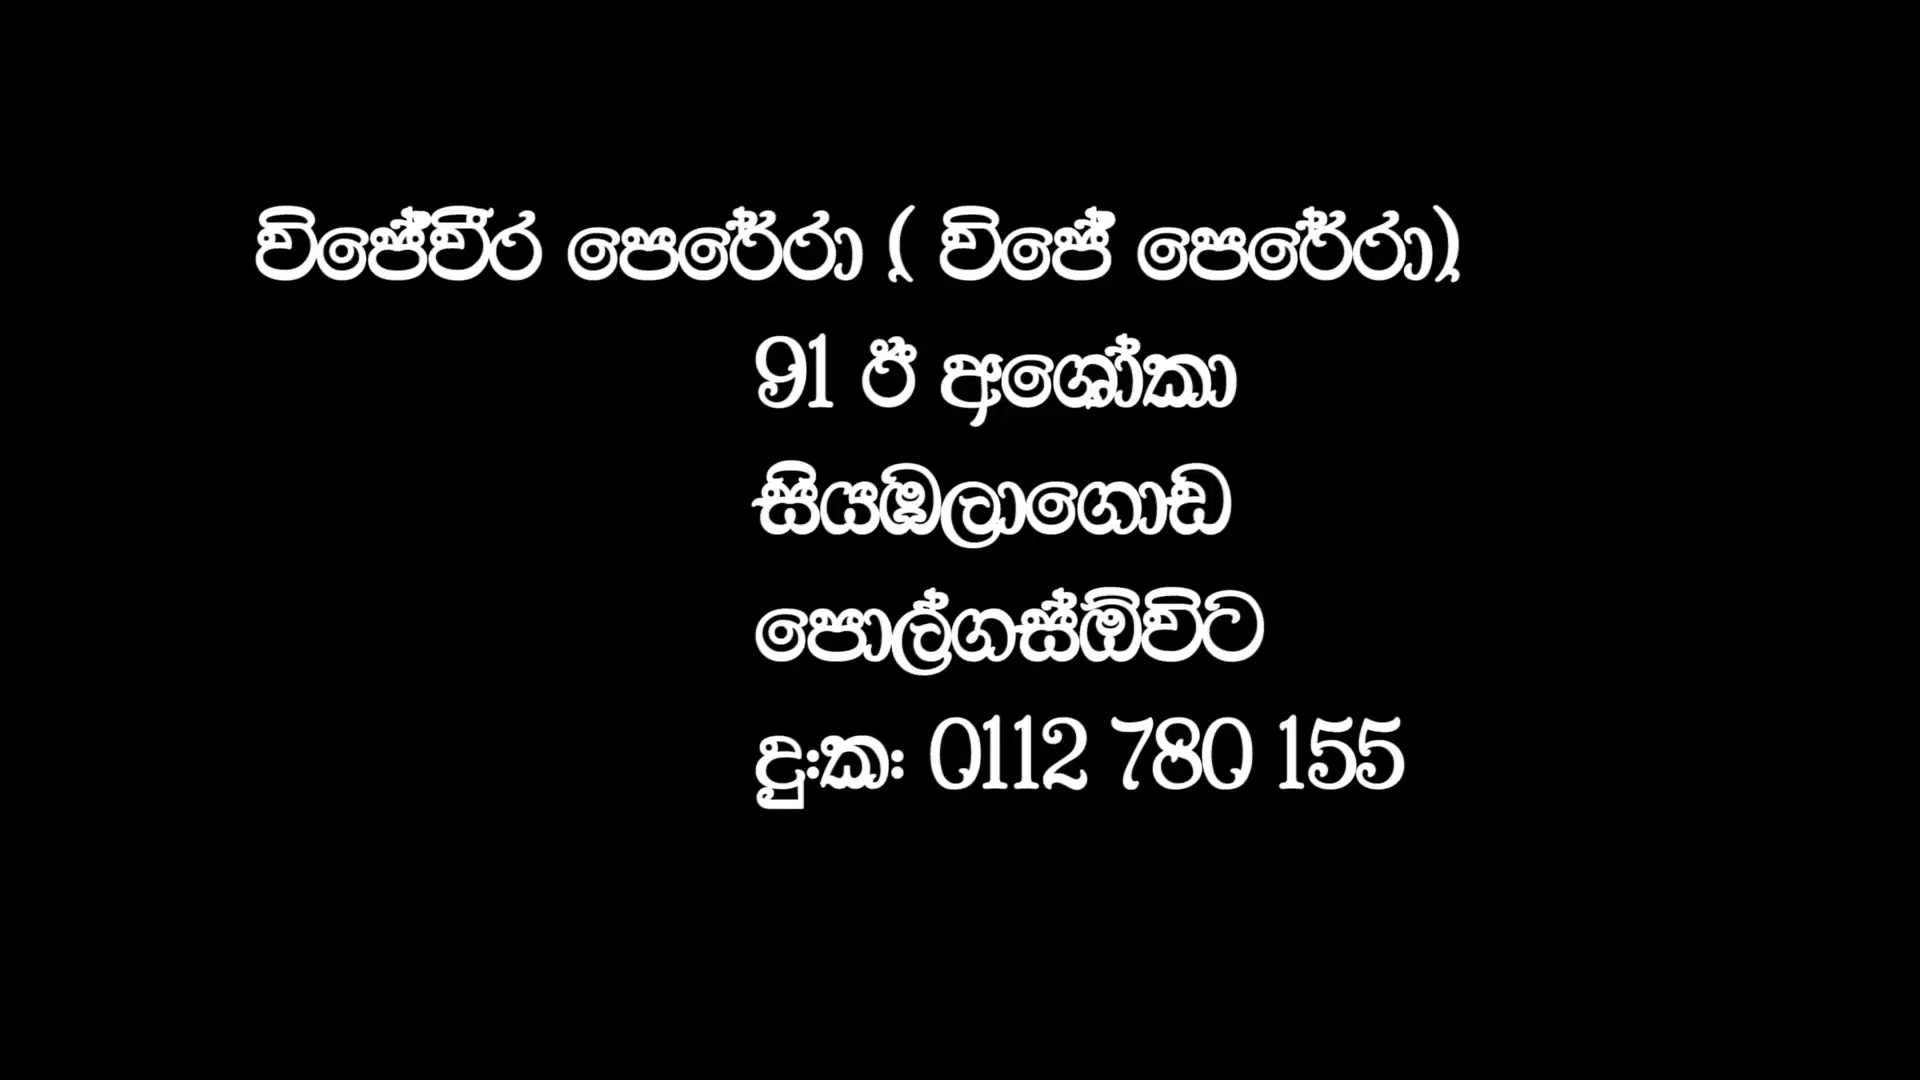 විජේවීර පෙරේරා ( විජේ පෙරේරා)
91 ඊ අශෝකා
සියඹලාගොඩ
පොල්ගස්ඕවිට
දුඃකඃ 0112 780 155